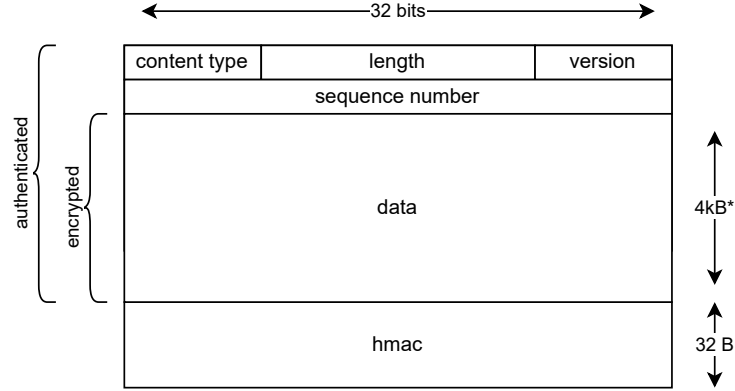 32 bits
content type
length
version
sequence number
authenticated
encrypted
data
4kB*
hmac
32 B